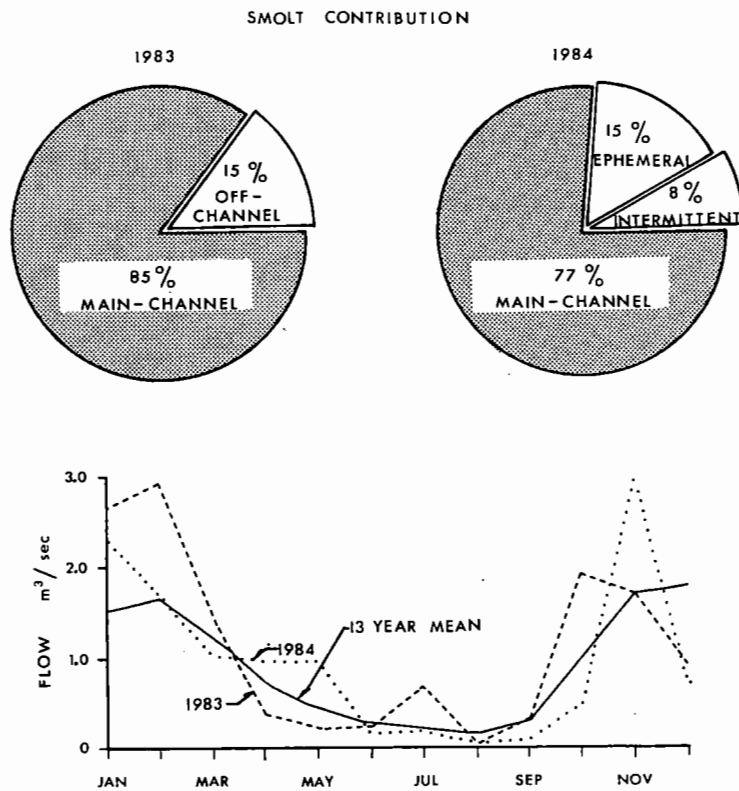 SMOLT CONTRIBUTION
1983
1984
15 %
OFF-
CHANNEL
85 %
MAIN-CHANNEL
15 %
EPHEMERAL
8 %
INTERMITTENT
77 %
MAIN-CHANNEL
FLOW m³/ sec
3.0
2.0
1.0
0
13 YEAR MEAN
1984
1983
JAN
MAR
MAY
JUL
SEP
NOV